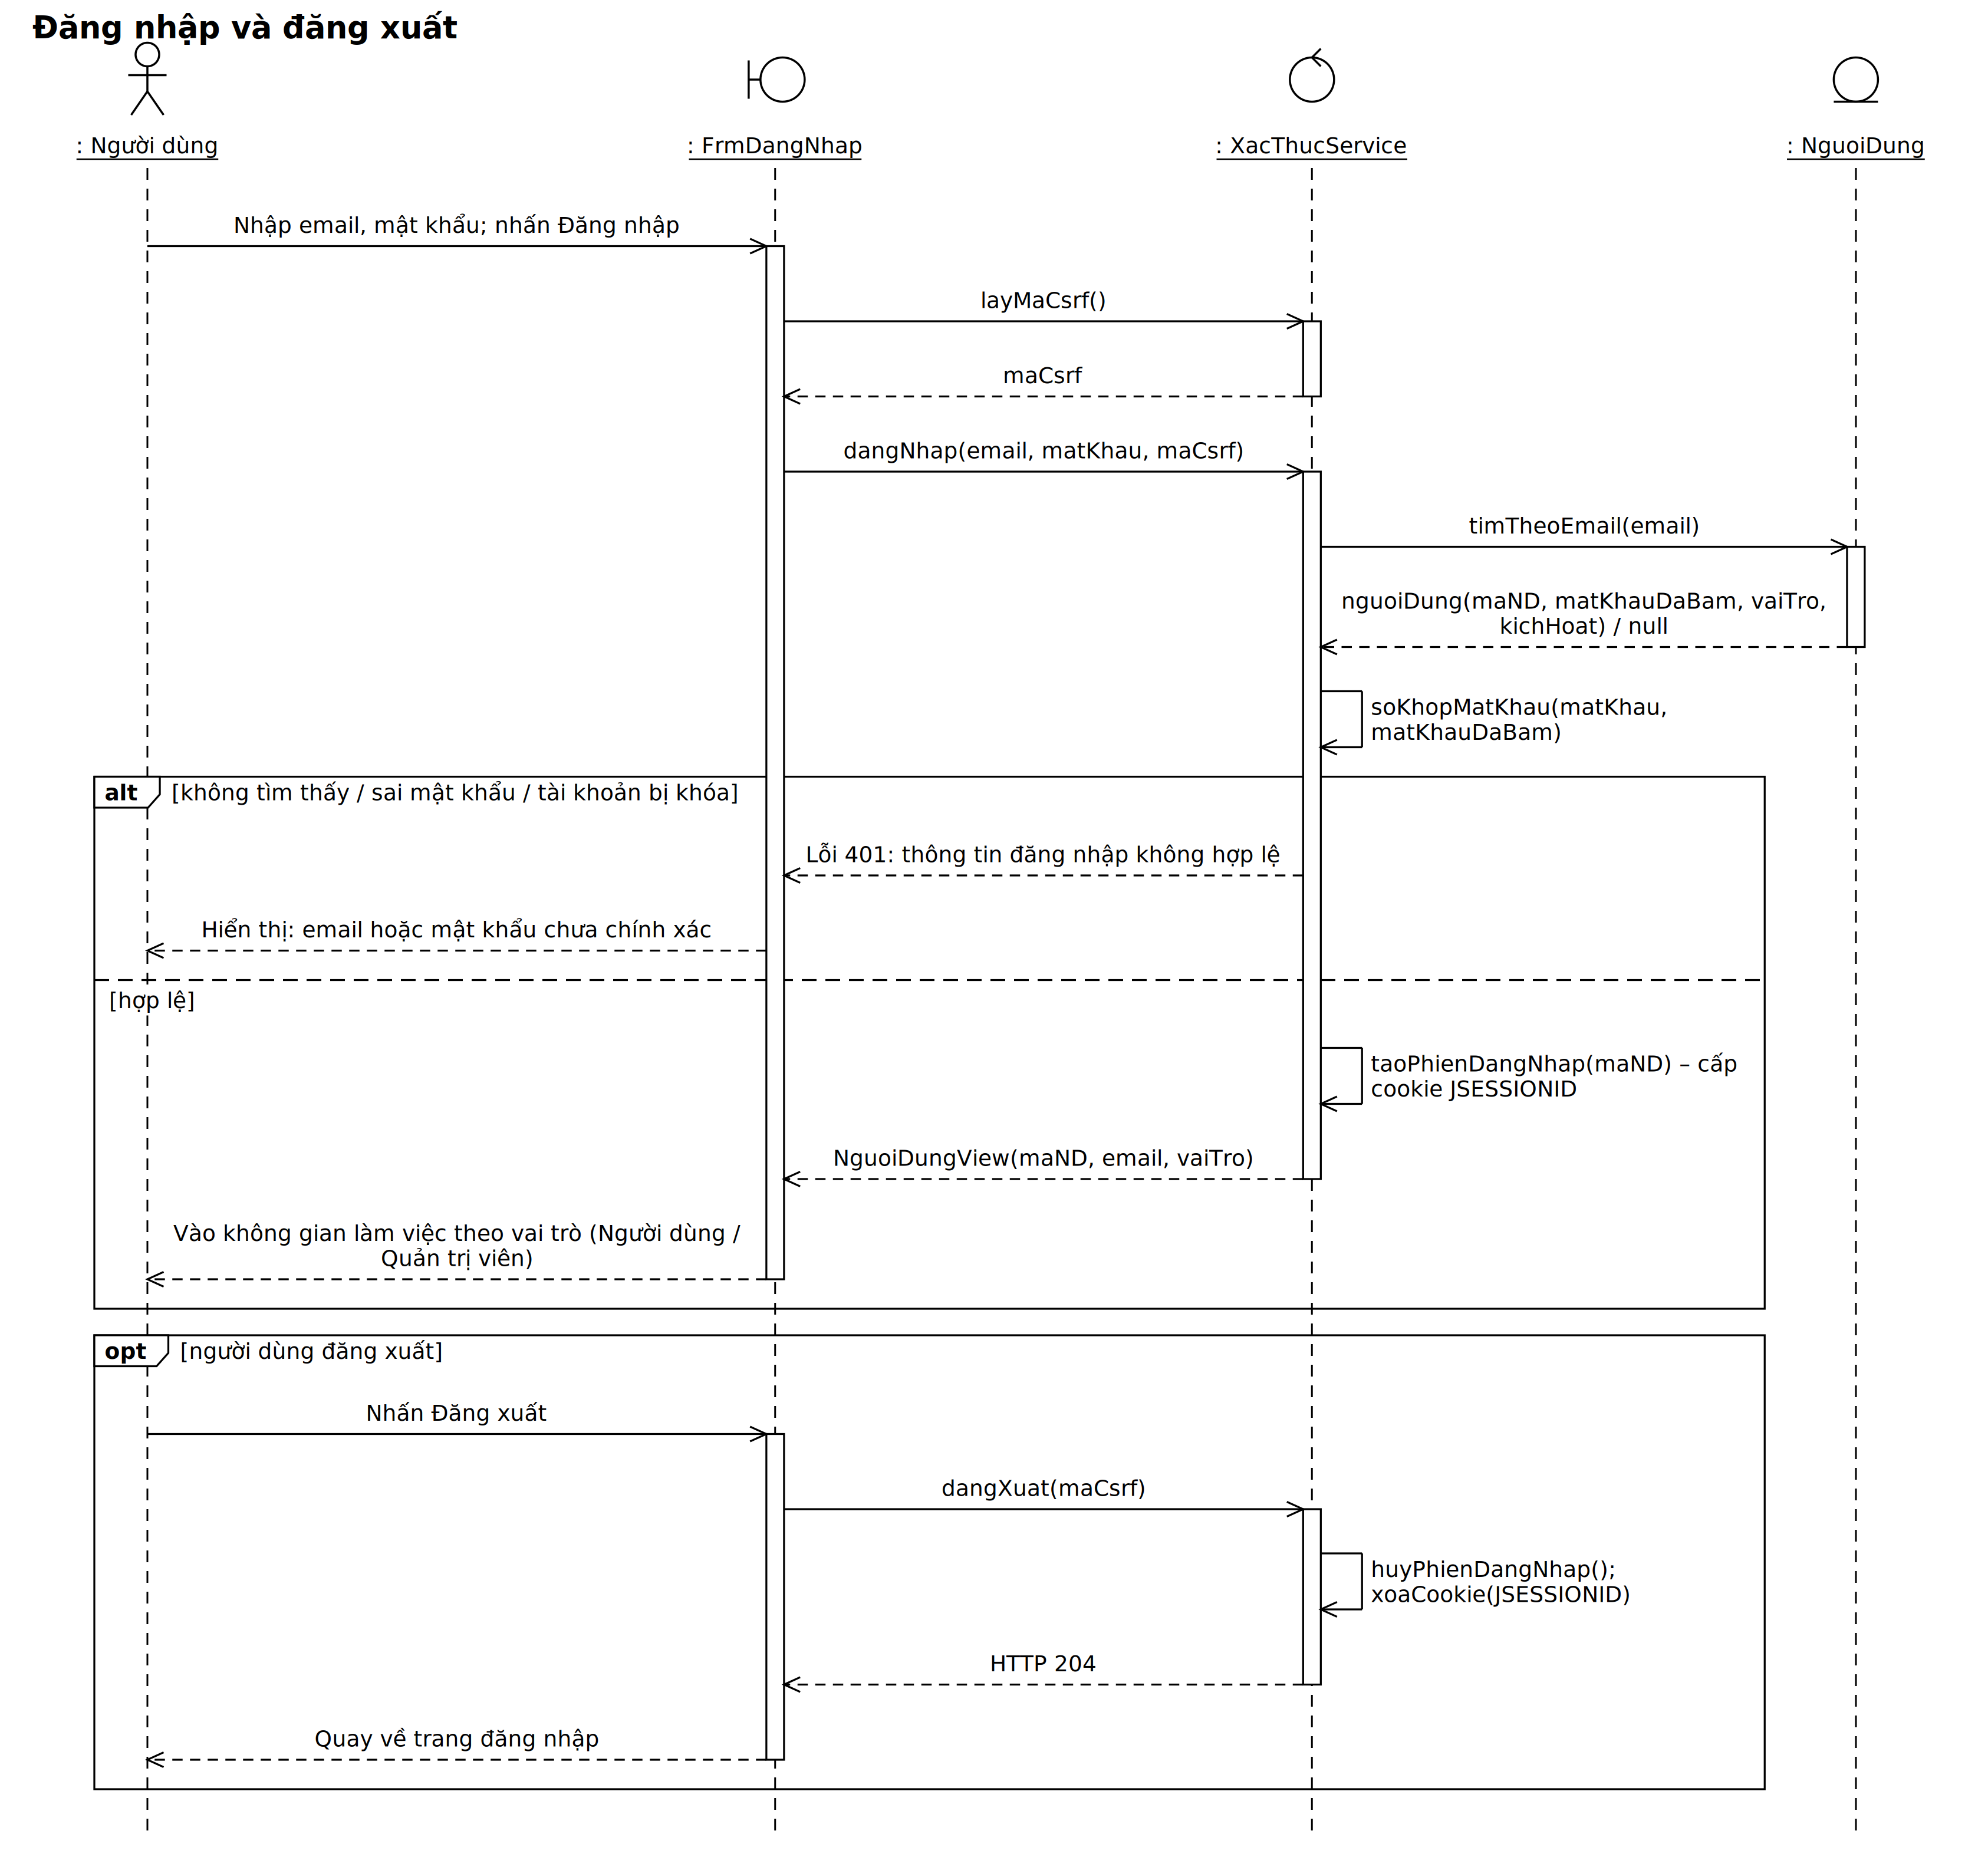 Đăng nhập và đăng xuất
: Người dùng
: FrmDangNhap
: XacThucService
: NguoiDung
Nhập email, mật khẩu; nhấn Đăng nhập
layMaCsrf()
maCsrf
dangNhap(email, matKhau, maCsrf)
timTheoEmail(email)
nguoiDung(maND, matKhauDaBam, vaiTro,
kichHoat) / null
soKhopMatKhau(matKhau,
matKhauDaBam)
alt [không tìm thấy / sai mật khẩu / tài khoản bị khóa]
Lỗi 401: thông tin đăng nhập không hợp lệ
Hiển thị: email hoặc mật khẩu chưa chính xác
[hợp lệ]
taoPhienDangNhap(maND) – cấp
cookie JSESSIONID
NguoiDungView(maND, email, vaiTro)
Vào không gian làm việc theo vai trò (Người dùng /
Quản trị viên)
opt [người dùng đăng xuất]
Nhấn Đăng xuất
dangXuat(maCsrf)
huyPhienDangNhap();
xoaCookie(JSESSIONID)
HTTP 204
Quay về trang đăng nhập